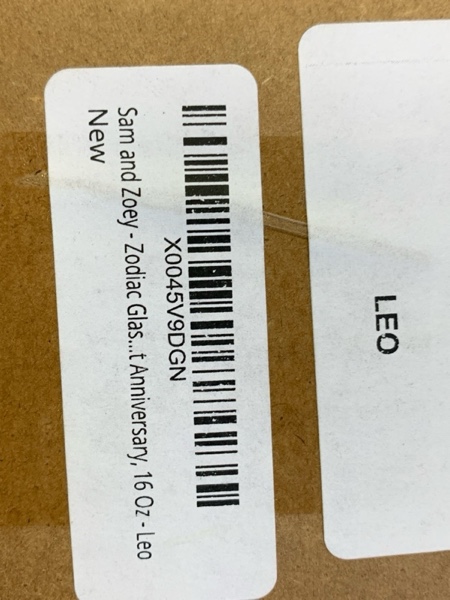 X0045V9DGN
Sam and Zoey - Zodiac Glas...t Anniversary, 16 Oz - Leo
New
LEO